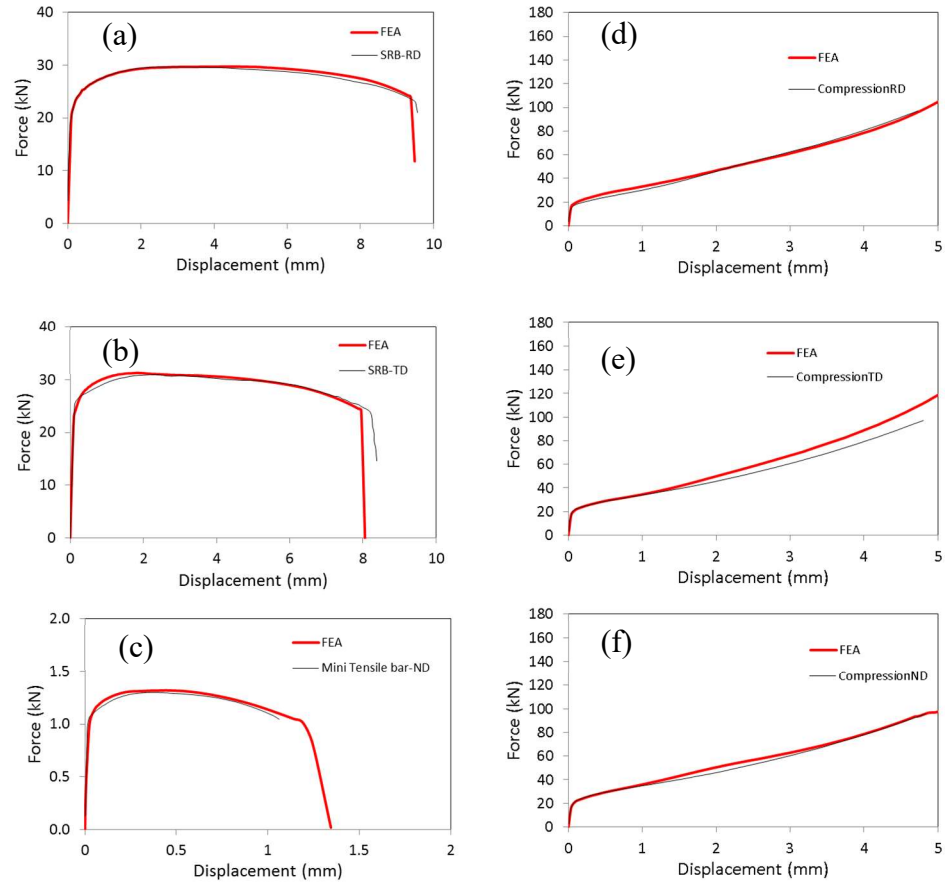 (a)
FEA
SRB-RD
40
30
20
10
0
0 2 4 6 8 10
Force (kN)
Displacement (mm)
(d)
FEA
CompressionRD
180
160
140
120
100
80
60
40
20
0
0 1 2 3 4 5
Force (kN)
Displacement (mm)
(b)
FEA
SRB-TD
40
30
20
10
0
0 2 4 6 8 10
Force (kN)
Displacement (mm)
(e)
FEA
CompressionTD
180
160
140
120
100
80
60
40
20
0
0 1 2 3 4 5
Force (kN)
Displacement (mm)
(c)
FEA
Mini Tensile bar-ND
2.0
1.5
1.0
0.5
0.0
0 0.5 1 1.5 2
Force (kN)
Displacement (mm)
(f)
FEA
CompressionND
180
160
140
120
100
80
60
40
20
0
0 1 2 3 4 5
Force (kN)
Displacement (mm)